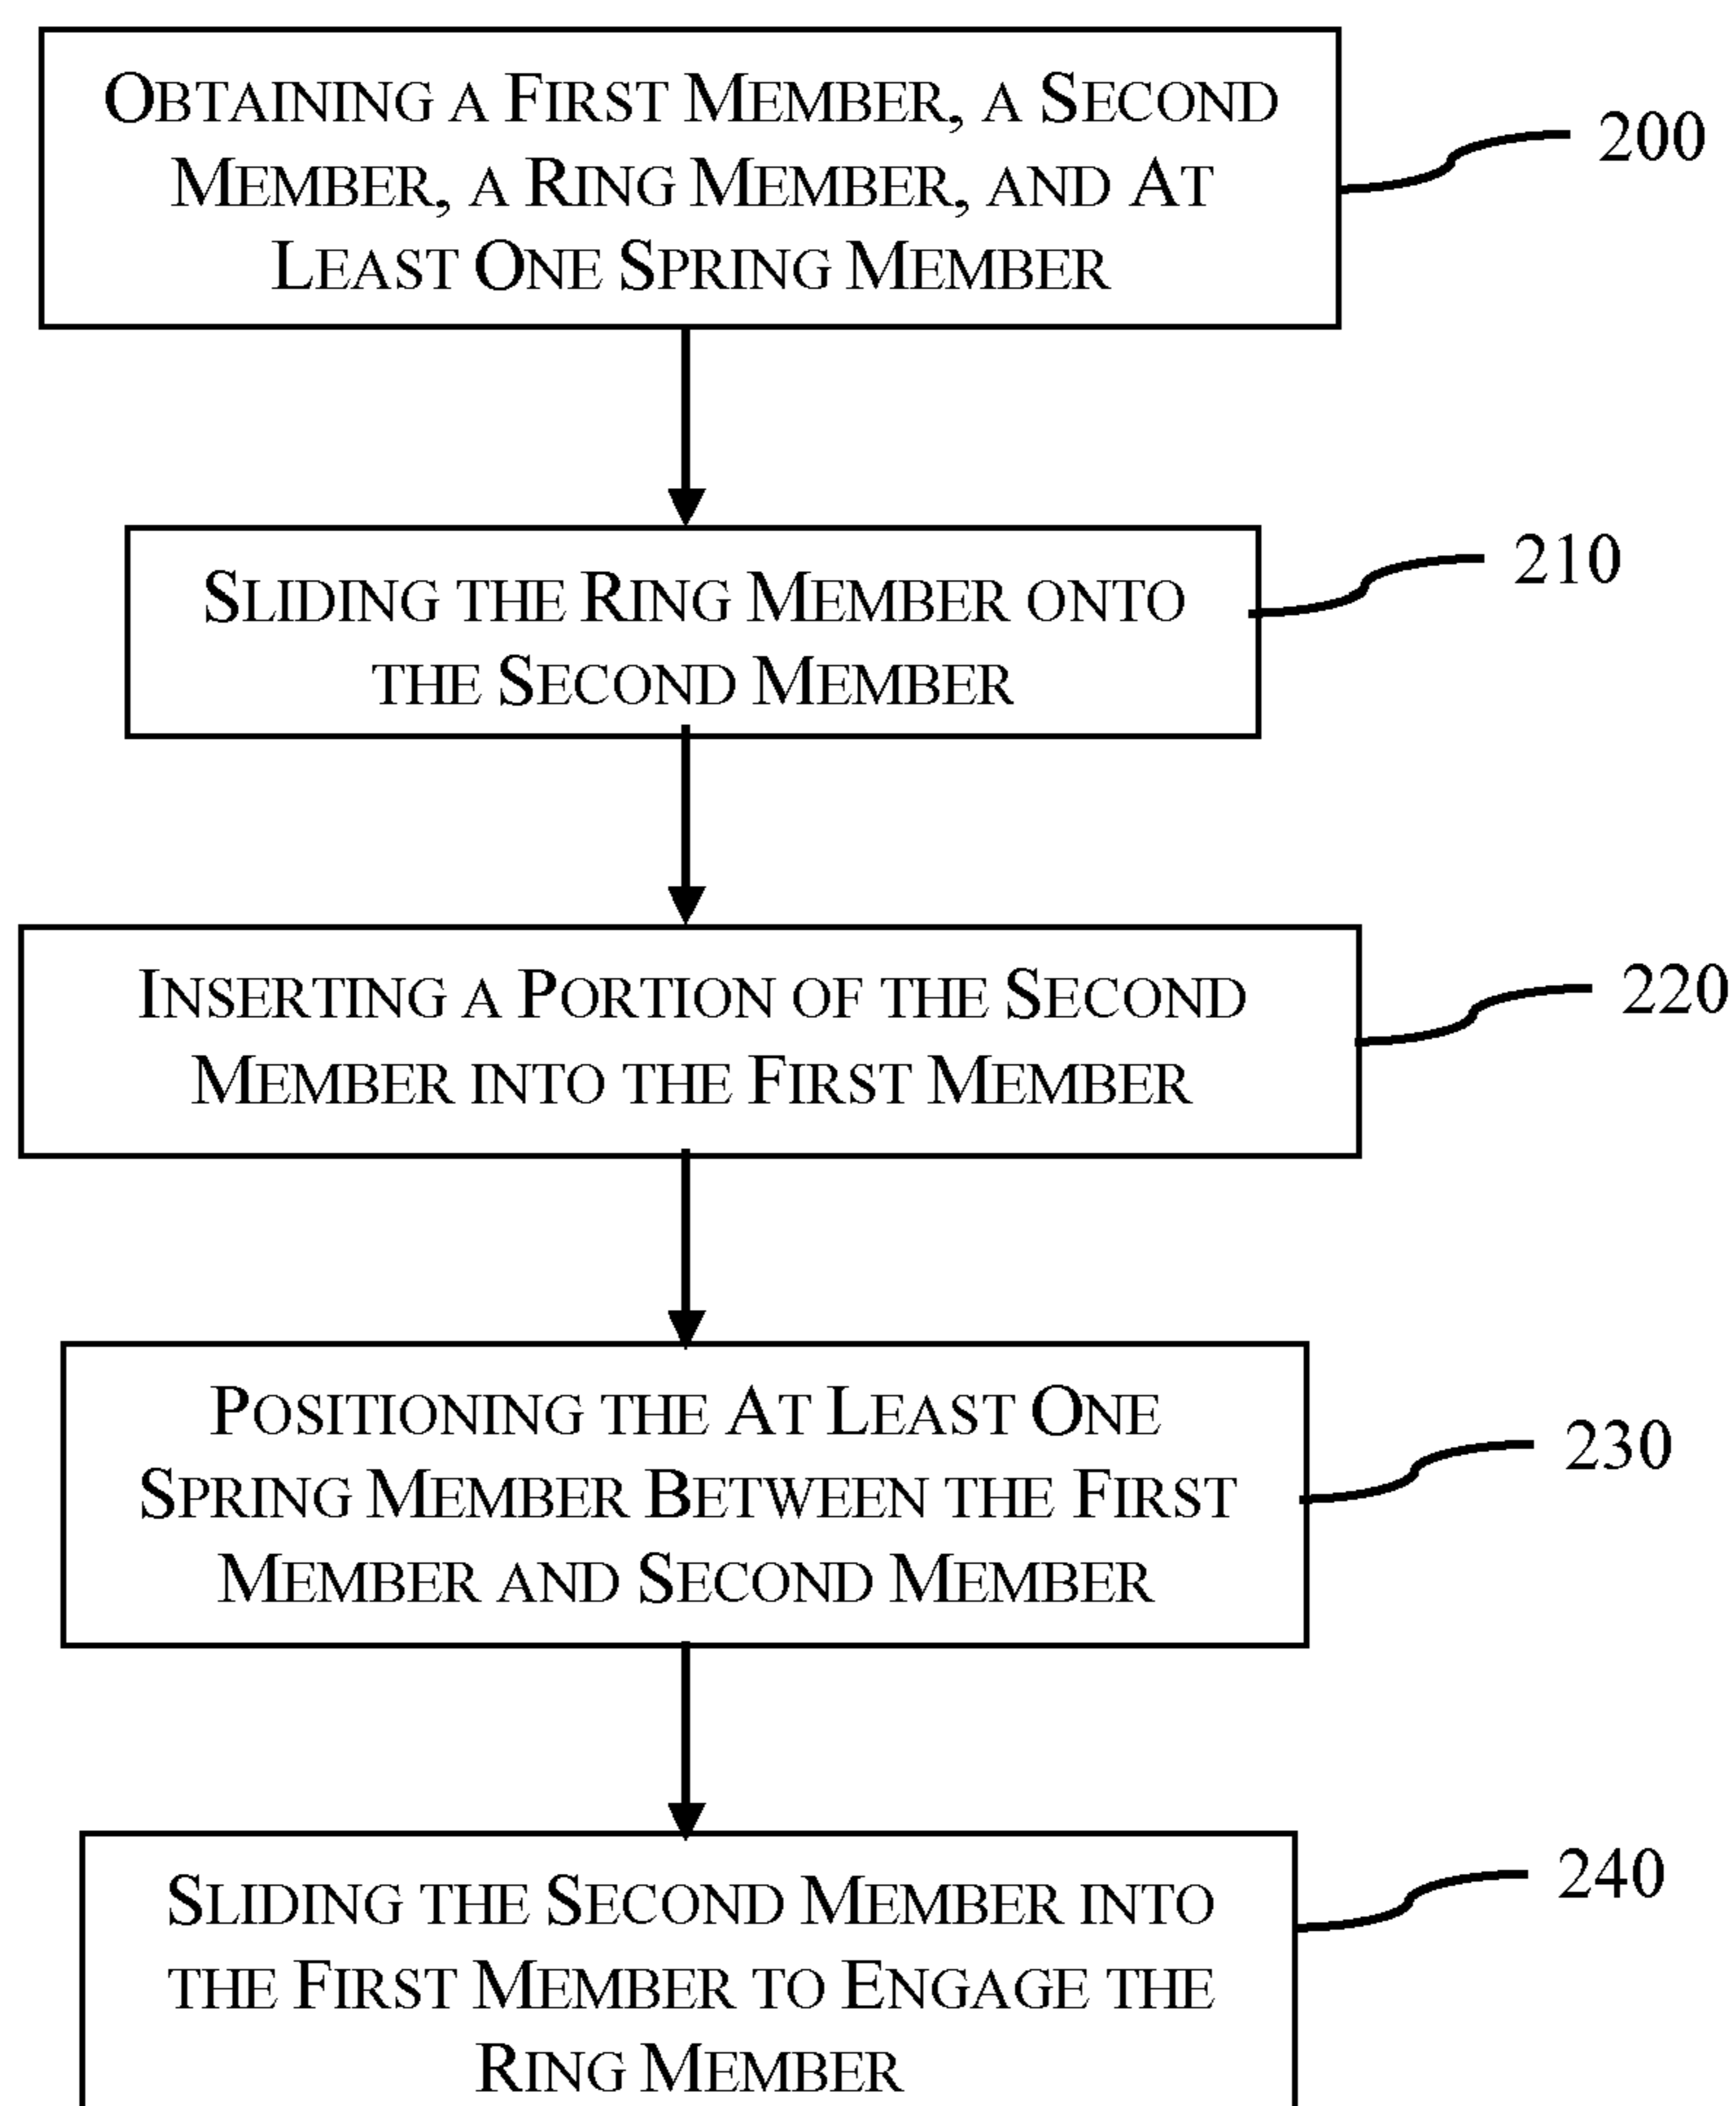 OBTAINING A FIRST MEMBER, A SECOND
MEMBER, A RING MEMBER, AND AT
LEAST ONE SPRING MEMBER
200
SLIDING THE RING MEMBER ONTO
THE SECOND MEMBER
210
INSERTING A PORTION OF THE SECOND
MEMBER INTO THE FIRST MEMBER
220
POSITIONING THE AT LEAST ONE
SPRING MEMBER BETWEEN THE FIRST
MEMBER AND SECOND MEMBER
230
SLIDING THE SECOND MEMBER INTO
THE FIRST MEMBER TO ENGAGE THE
RING MEMBER
240